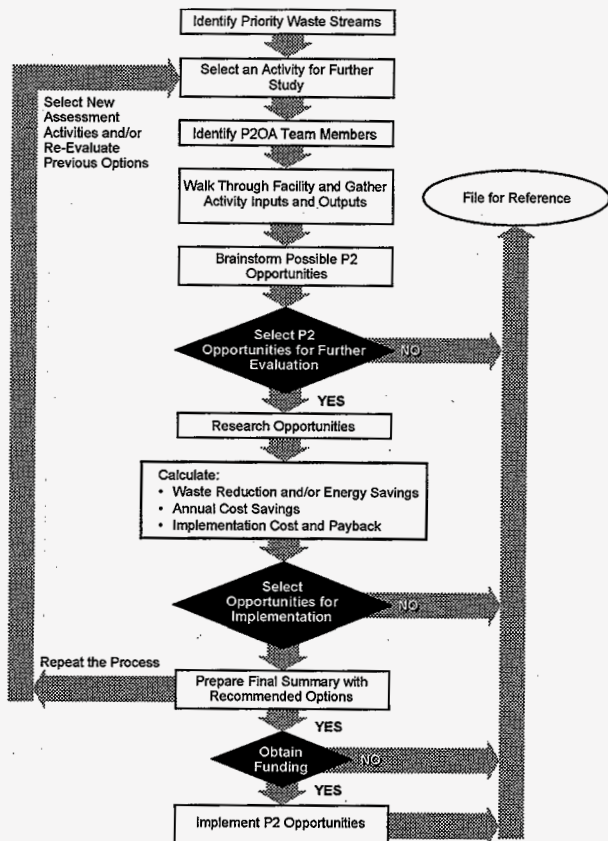 Identify Priority Waste Streams
Select an Activity for Further
Study
Select New
Assessment
Activities and/or
Re-Evaluate
Previous Options
Identify P2OA Team Members
Walk Through Facility and Gather
Activity Inputs and Outputs
File for Reference
Brainstorm Possible P2
Opportunities
Select P2
Opportunities for Further
Evaluation
NO
YES
Research Opportunities
Calculate:
• Waste Reduction and/or Energy Savings
• Annual Cost Savings
• Implementation Cost and Payback
Select
Opportunities for
Implementation
NO
Repeat the Process
Prepare Final Summary with
Recommended Options
YES
Obtain
Funding
NO
YES
Implement P2 Opportunities